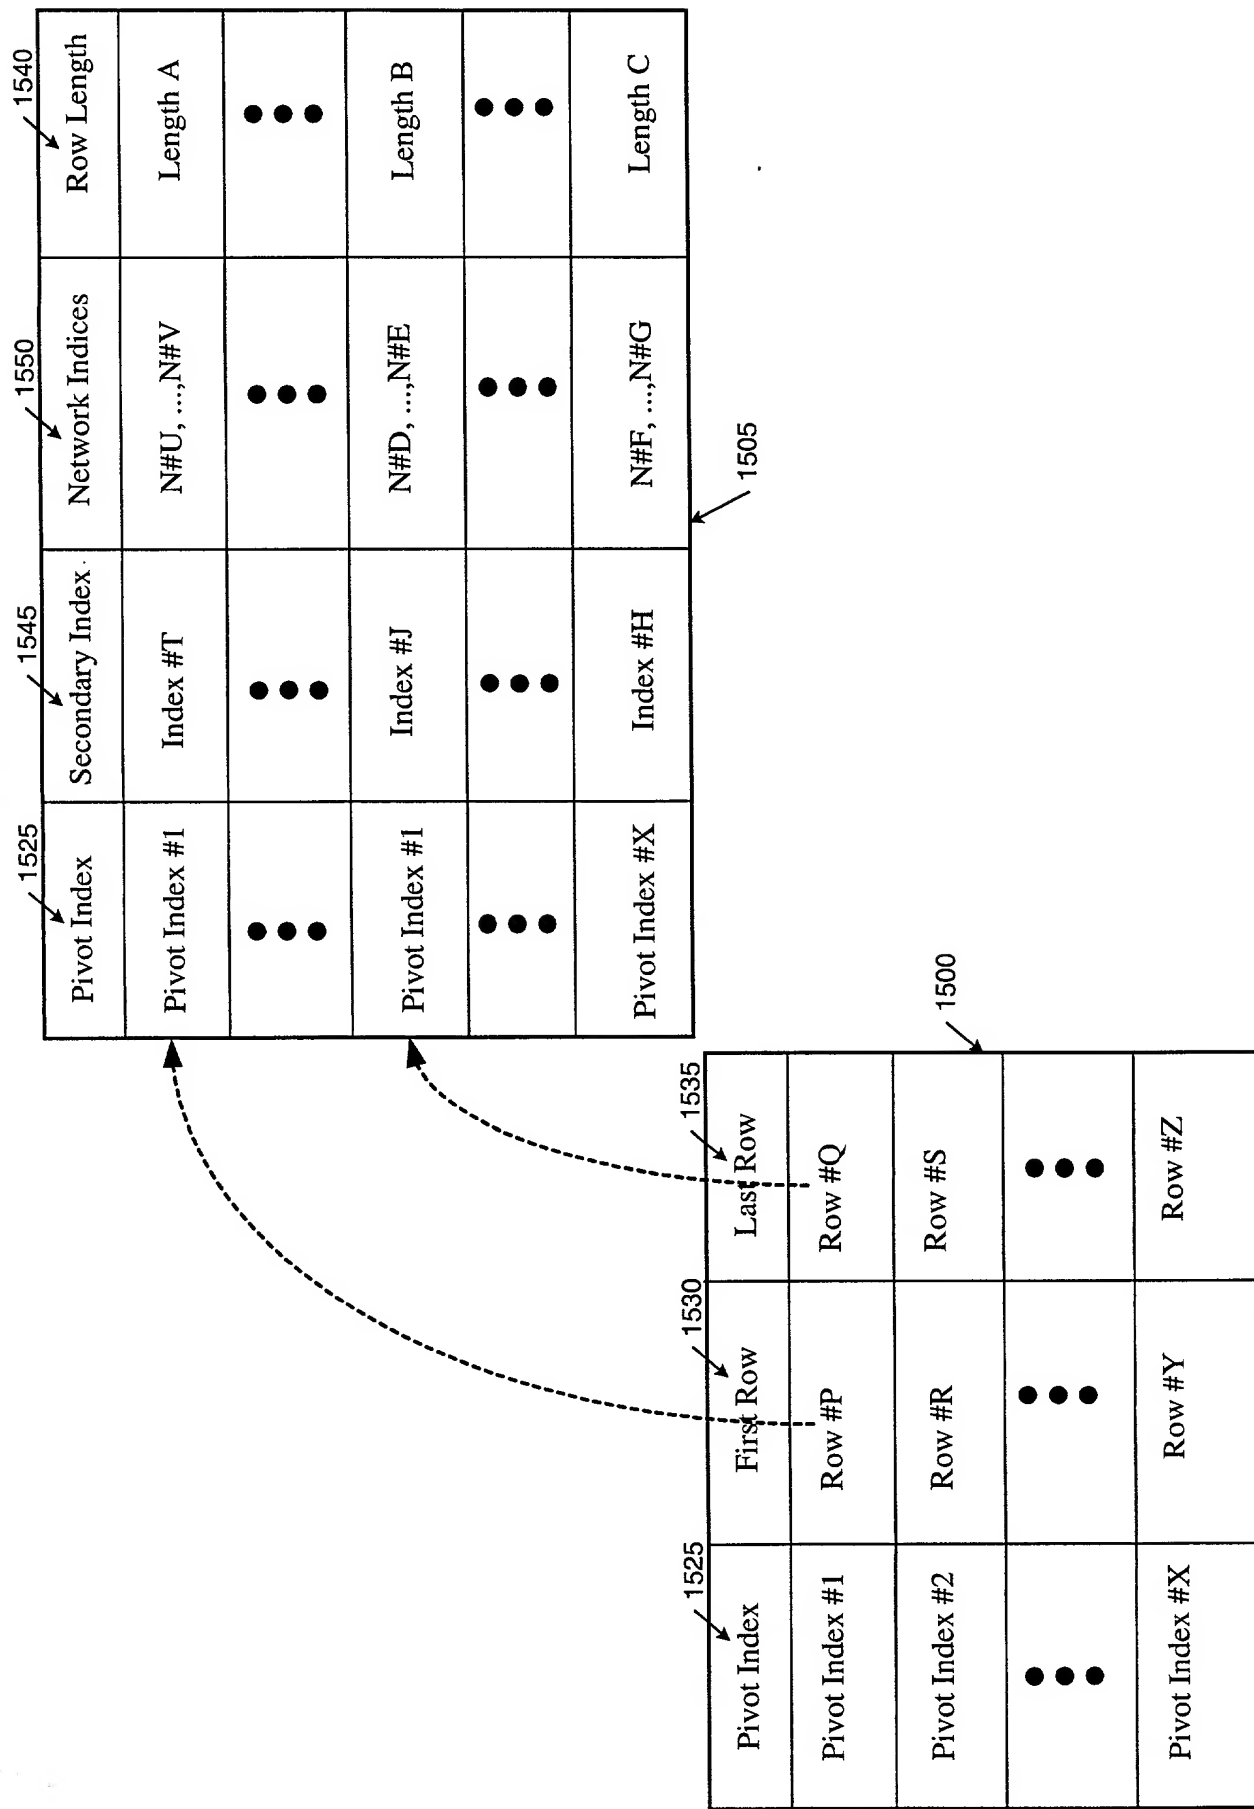 1525
1530
1535
Pivot Index First Row Last Row
Pivot Index #1 Row #P Row #Q
Pivot Index #2 Row #R Row #S
Pivot Index #X Row #Y Row #Z
1500
1525
1545
1550
1540
Pivot Index Secondary Index Network Indices Row Length
Pivot Index #1 Index #T N#U, ...,N#V Length A
Pivot Index #1 Index #J N#D, ...,N#E Length B
Pivot Index #X Index #H N#F, ...,N#G Length C
1505